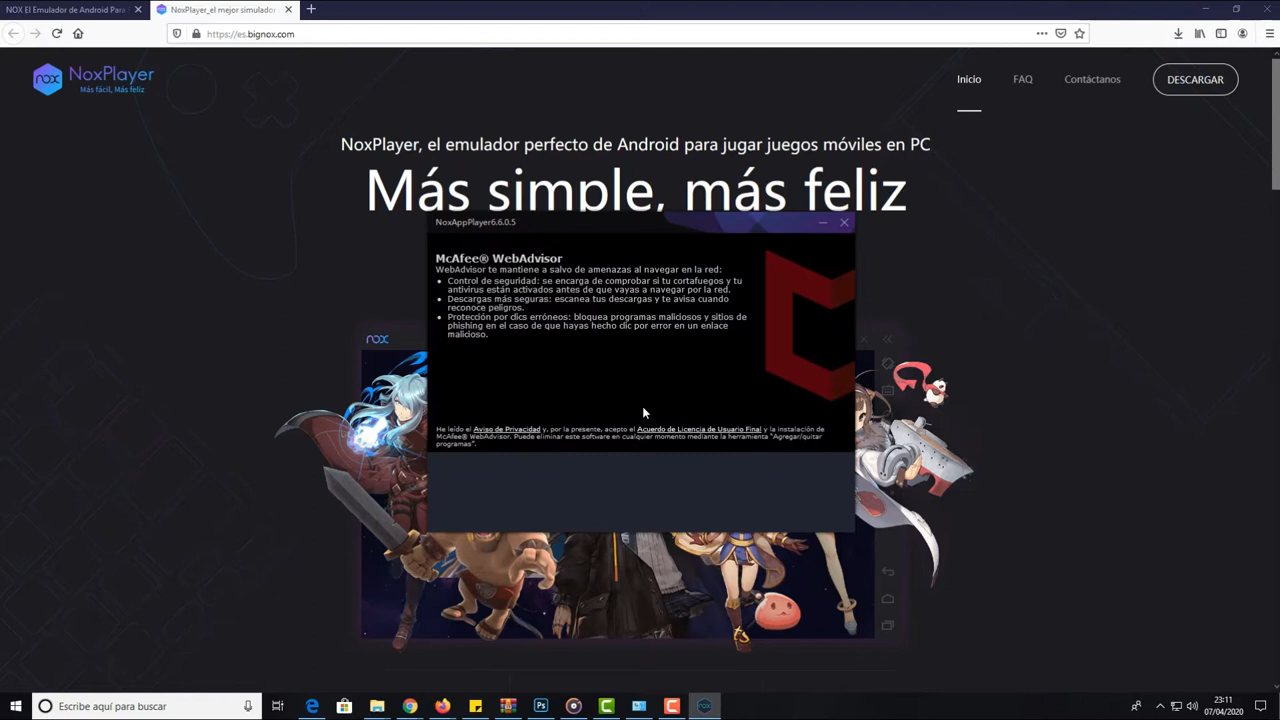 NOX El Emulador de Android Para
NoxPlayer_el mejor simulador
https://es.bignox.com
nox
NoxPlayer
Más fácil, Más feliz
Inicio
FAQ
Contáctanos
DESCARGAR
NoxPlayer, el emulador perfecto de Android para jugar juegos móviles en PC
Más simple, más feliz
NoxAppPlayer6.6.0.5
McAfee® WebAdvisor
WebAdvisor te mantiene a salvo de amenazas al navegar en la red:
• Control de seguridad: se encarga de comprobar si tu cortafuegos y tu
antivirus están activados antes de que vayas a navegar por la red.
• Descargas más seguras: escanea tus descargas y te avisa cuando
reconoce peligros.
• Protección por clics erróneos: bloquea programas maliciosos y sitios de
phishing en el caso de que hayas hecho clic por error en un enlace
malicioso.
nox
He leído el Aviso de Privacidad y, por la presente, acepto el Acuerdo de Licencia de Usuario Final y la instalación de
McAfee® WebAdvisor. Puede eliminar este software en cualquier momento mediante la herramienta "Agregar/quitar
programas".
Escribe aquí para buscar
23:11
07/04/2020